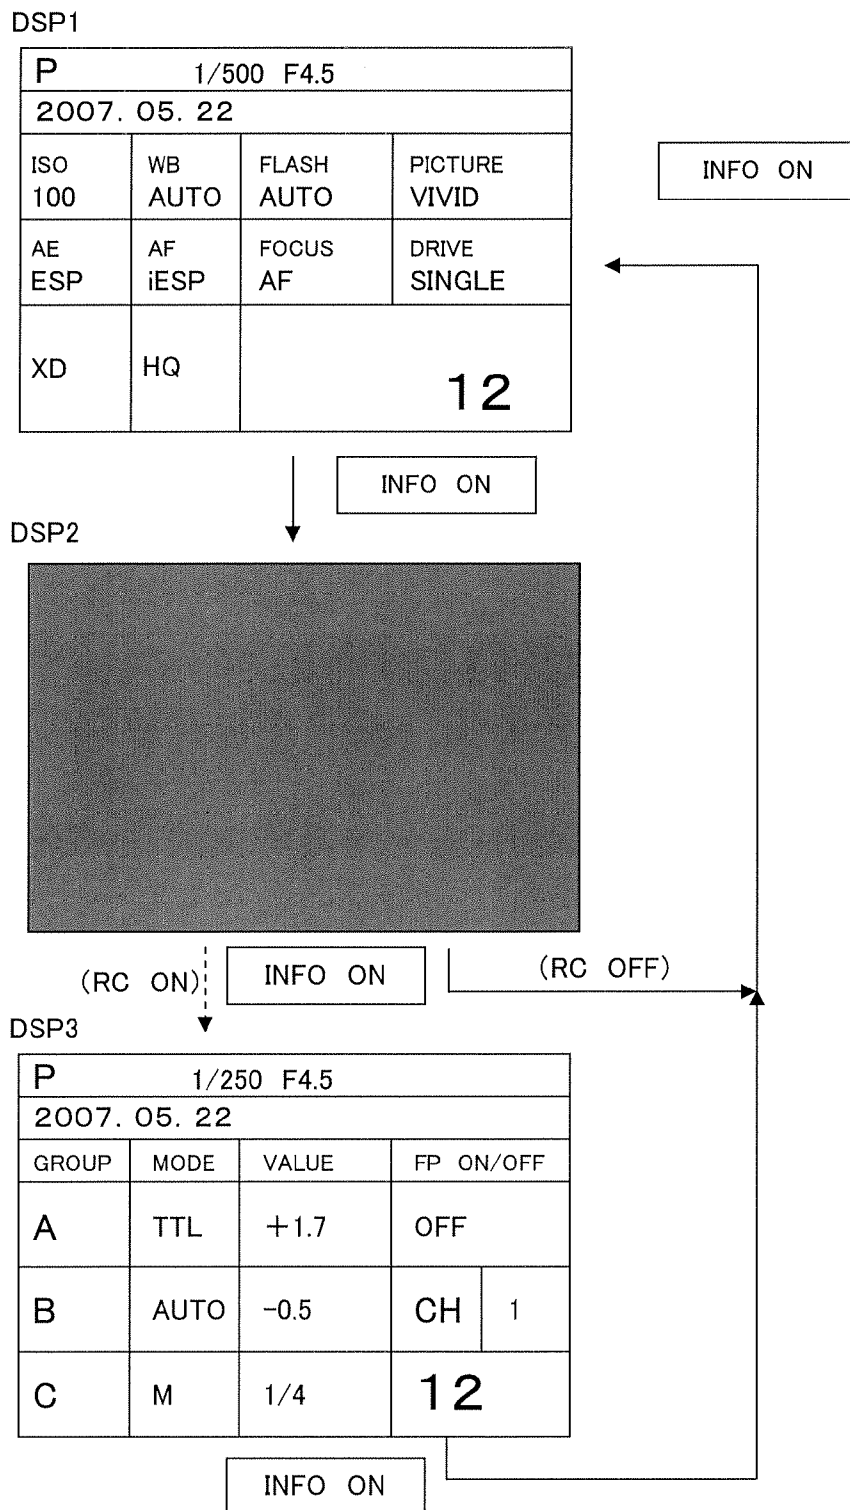 DSP1
P 1/500 F4.5
2007. 05. 22
ISO WB FLASH PICTURE
100 AUTO AUTO VIVID
AE AF FOCUS DRIVE
ESP iESP AF SINGLE
XD HQ
12
INFO ON
INFO ON
DSP2
(RC ON) INFO ON (RC OFF)
DSP3
P 1/250 F4.5
2007. 05. 22
GROUP MODE VALUE FP ON/OFF
A TTL +1.7 OFF
B AUTO -0.5 CH 1
C M 1/4 12
INFO ON